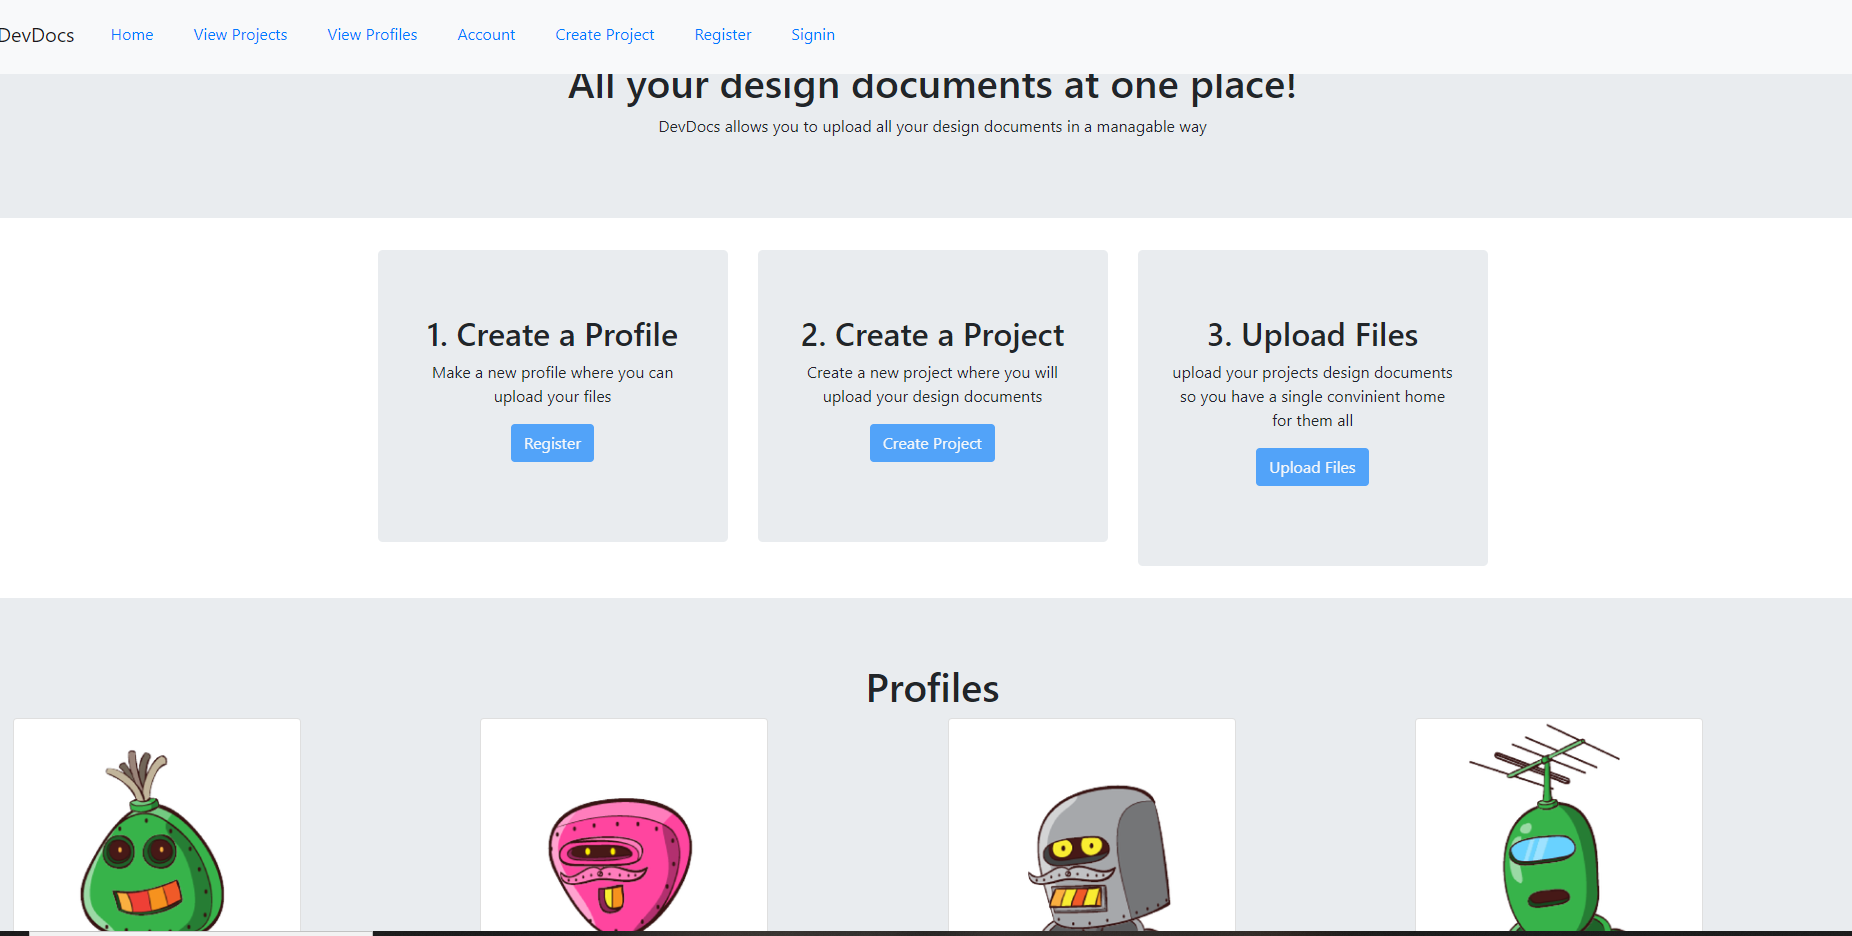 DevDocs Home View Projects View Profiles Account Create Project Register Signin
All your design documents at one place!
DevDocs allows you to upload all your design documents in a managable way
1. Create a Profile
Make a new profile where you can
upload your files
Register
2. Create a Project
Create a new project where you will
upload your design documents
Create Project
3. Upload Files
upload your projects design documents
so you have a single convinient home
for them all
Upload Files
Profiles